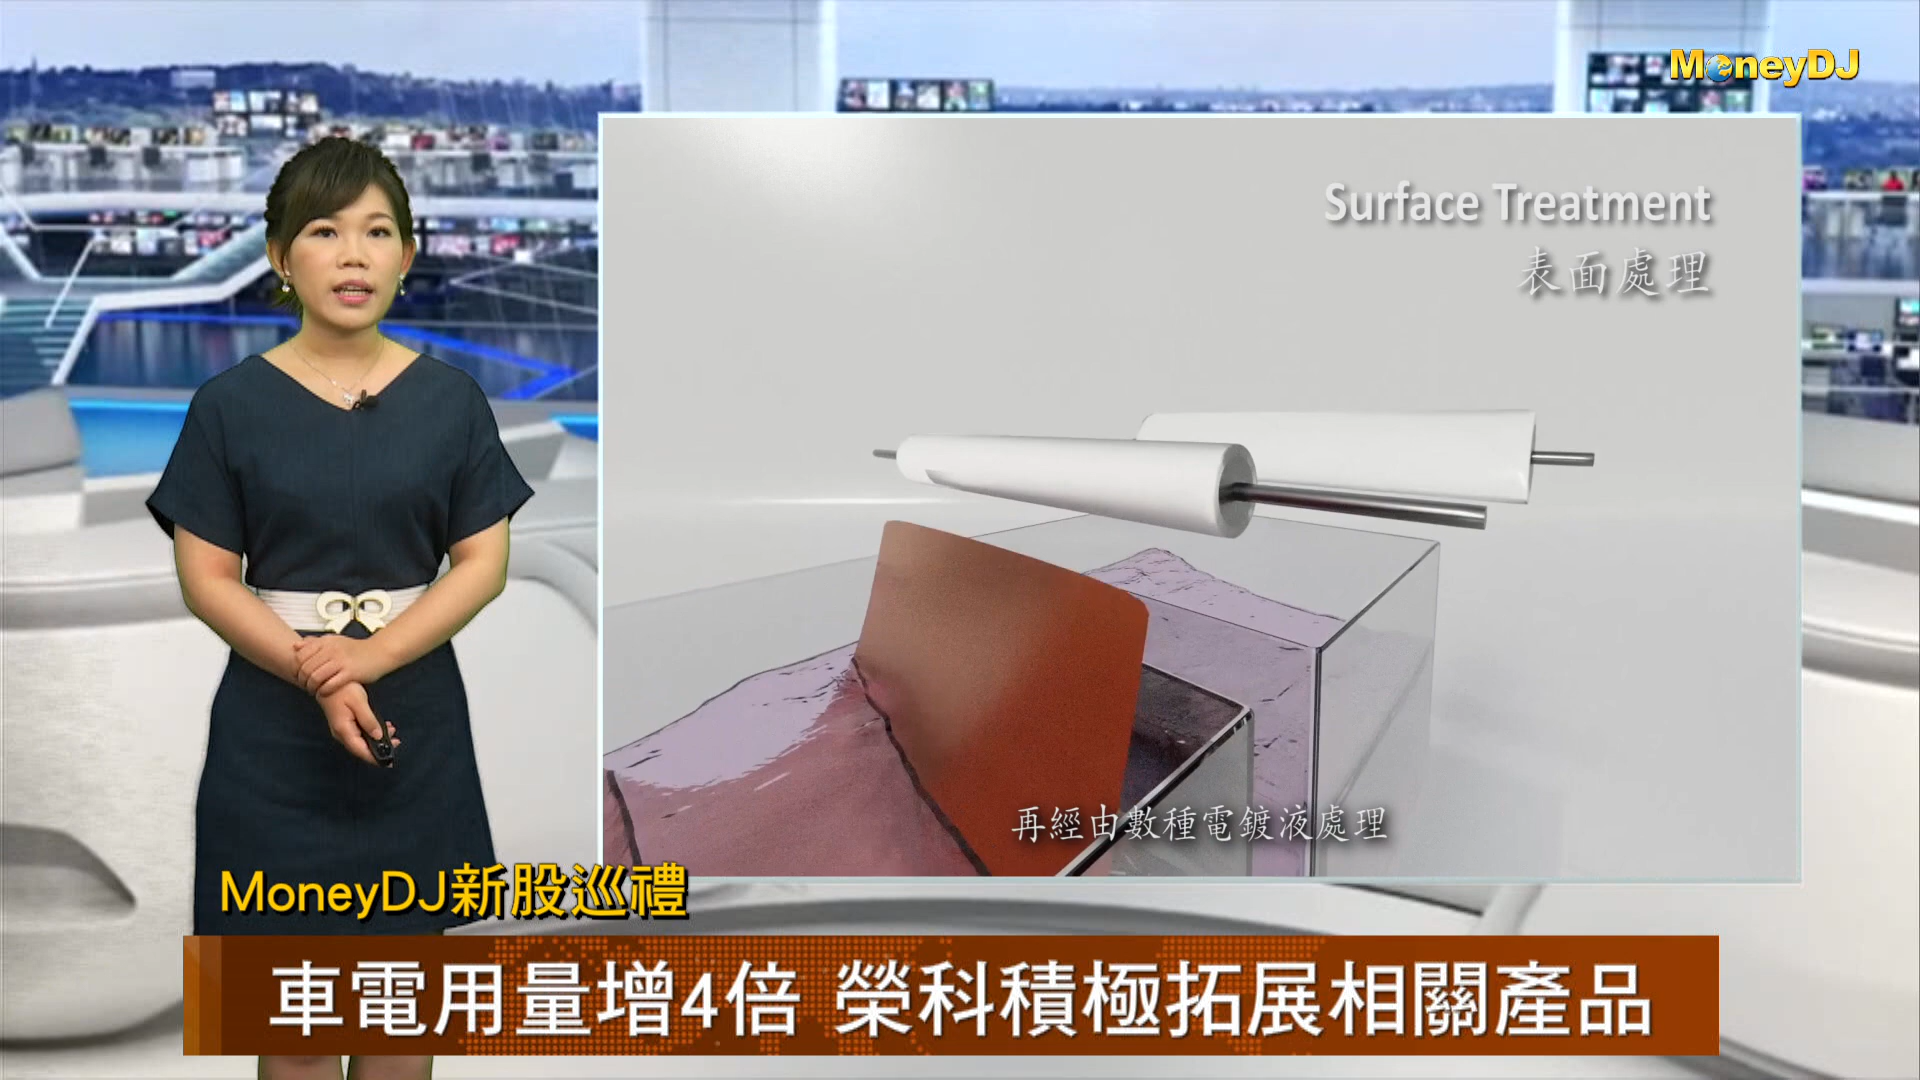 MoneyDJ
Surface Treatment
表面處理
再經由數種電鍍液處理
MoneyDJ新股巡禮
車電用量增4倍 榮科積極拓展相關產品